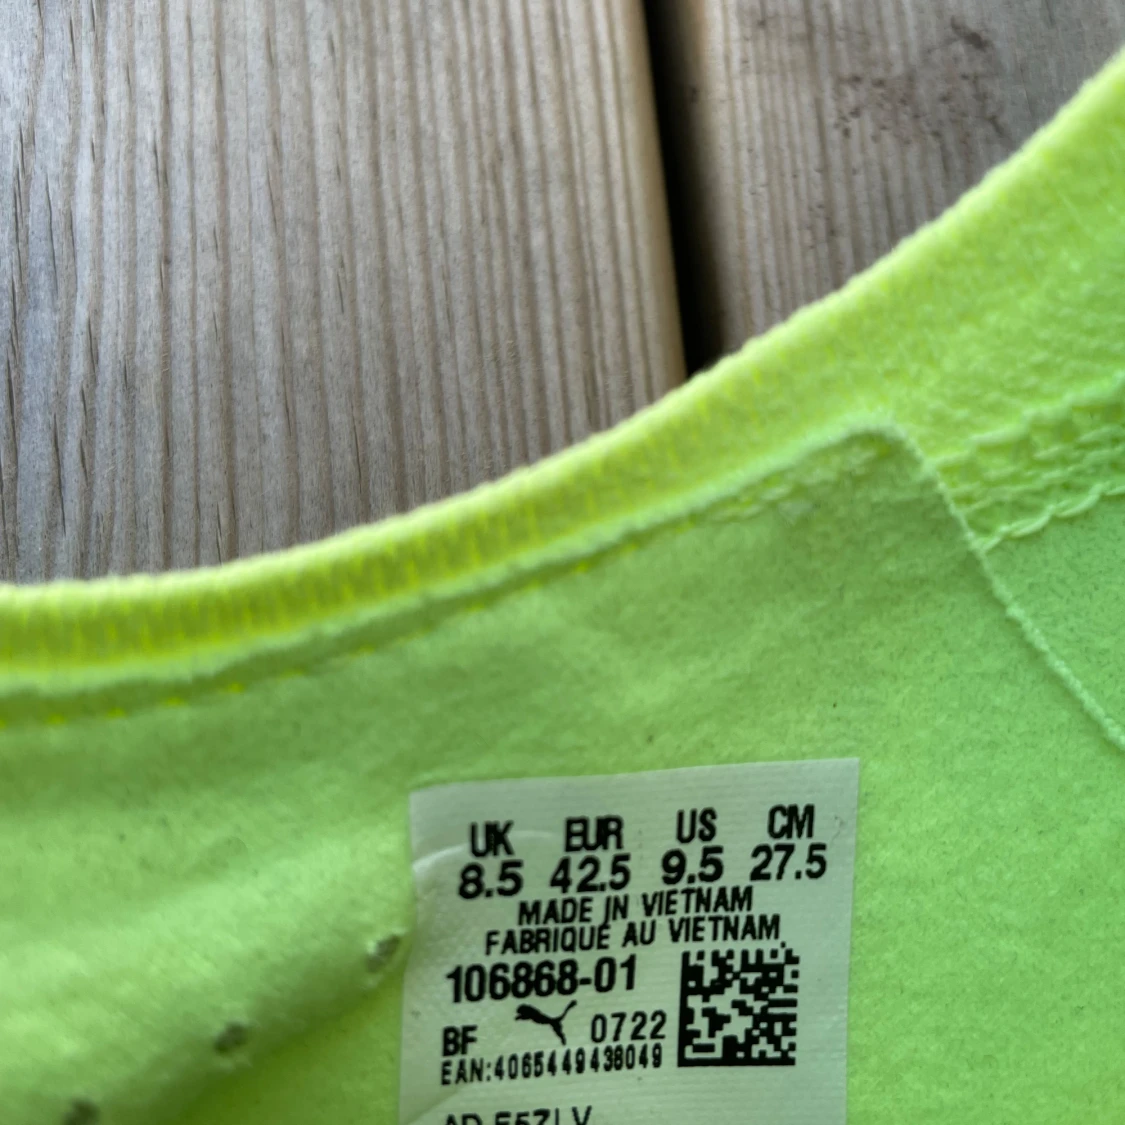 UK EUR US CM
8.5 42.5 9.5 27.5
MADE IN VIETNAM
FABRIQUÉ AU VIETNAM
106868-01
BF 0722
EAN:4065449438049